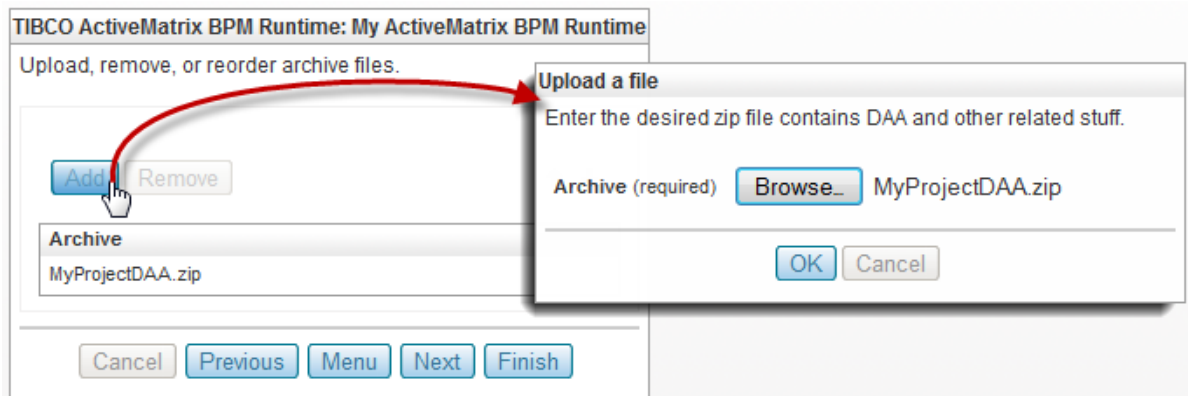 TIBCO ActiveMatrix BPM Runtime: My ActiveMatrix BPM Runtime
Upload, remove, or reorder archive files.
Add Remove
Archive
MyProjectDAA.zip
Cancel Previous Menu Next Finish
Upload a file
Enter the desired zip file contains DAA and other related stuff.
Archive (required) Browse... MyProjectDAA.zip
OK Cancel